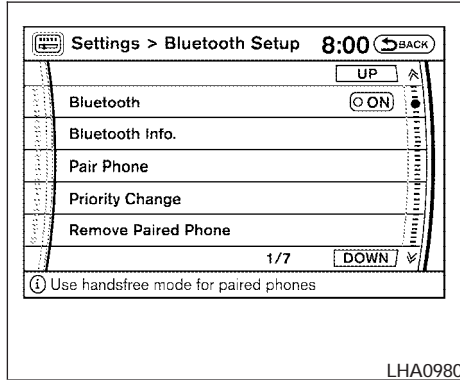 Settings > Bluetooth Setup 8:00 BACK
UP
Bluetooth ON
Bluetooth Info.
Pair Phone
Priority Change
Remove Paired Phone
1/7 DOWN
i Use handsfree mode for paired phones
LHA0980